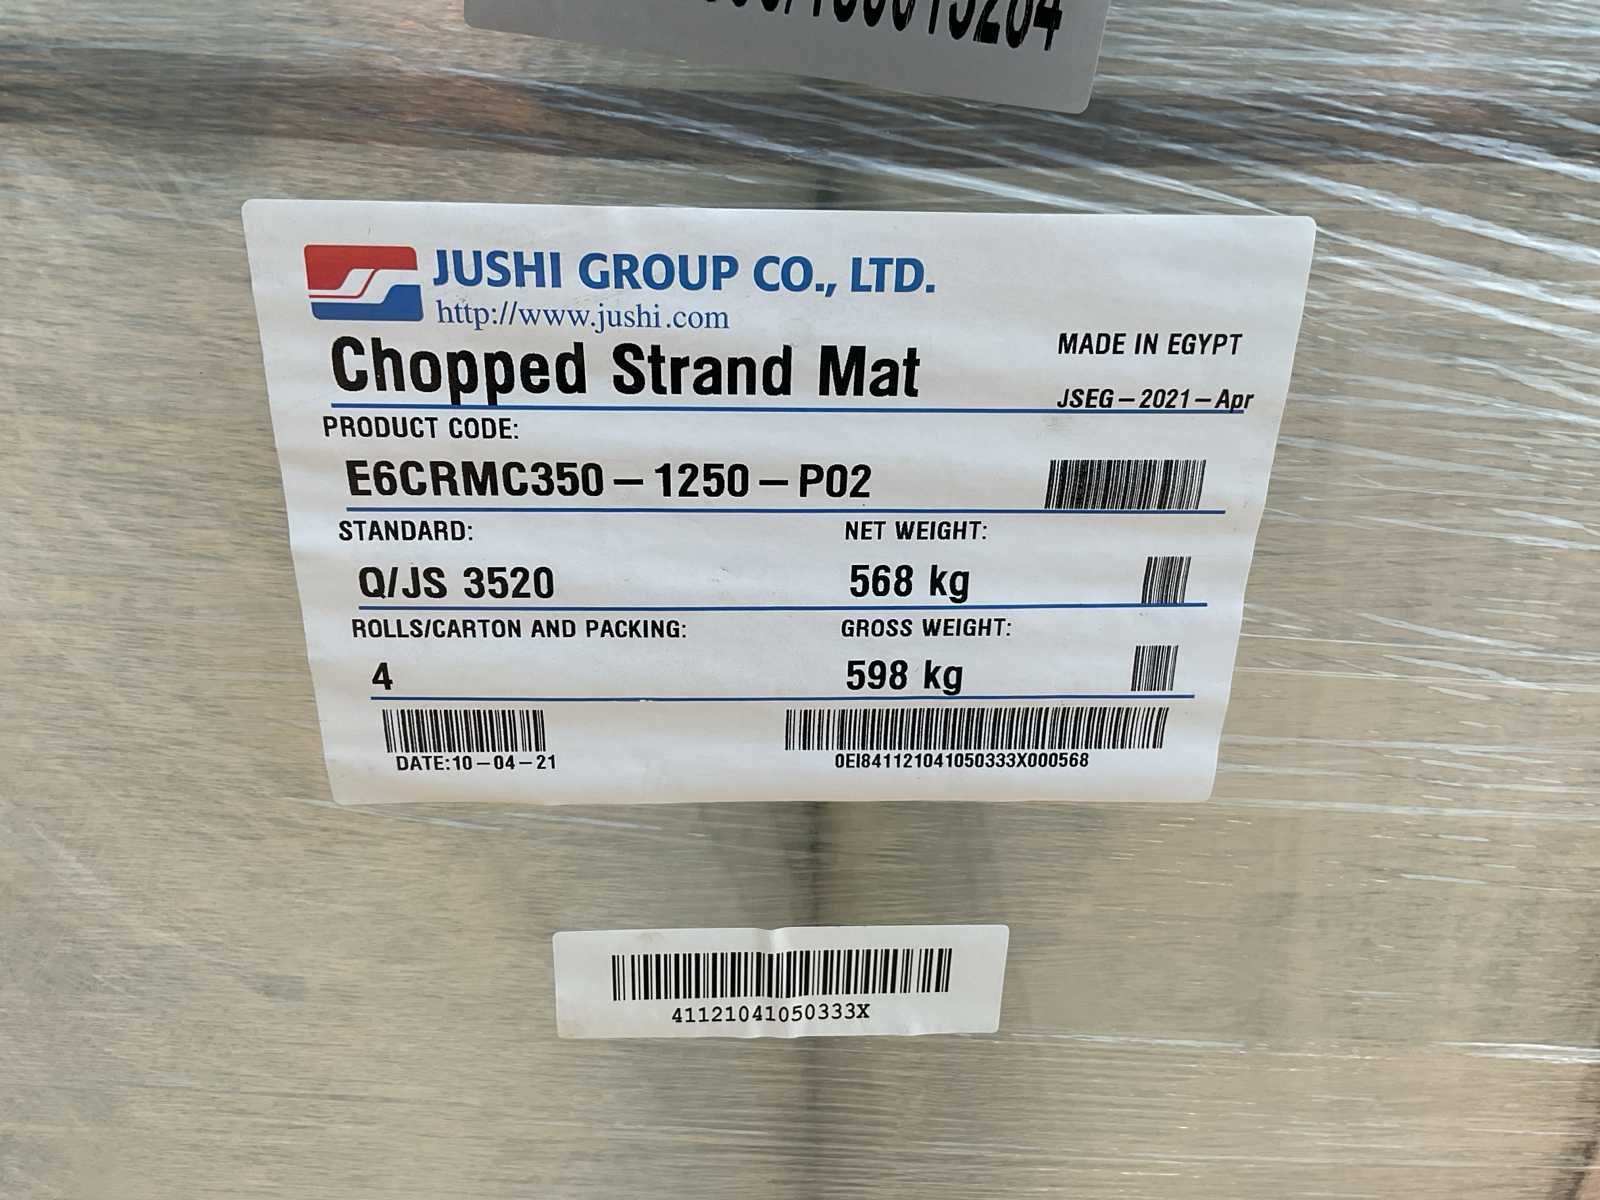 JUSHI GROUP CO., LTD.
http://www.jushi.com
Chopped Strand Mat
MADE IN EGYPT
JSEG-2021-Apr
PRODUCT CODE:
E6CRMC350-1250-P02
STANDARD:
NET WEIGHT:
Q/JS 3520
568 kg
ROLLS/CARTON AND PACKING:
GROSS WEIGHT:
4
598 kg
DATE:10-04-21
0EI841121041050333X000568
41121041050333X